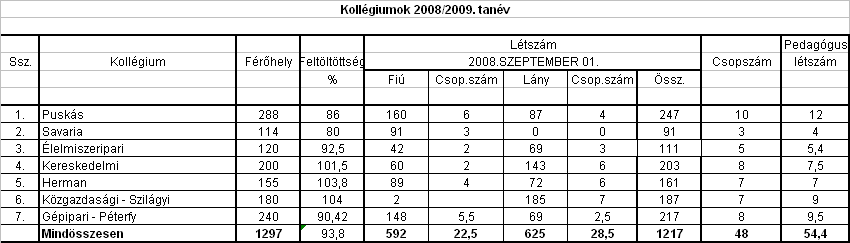 Kollégiumok 2008/2009. tanév
Létszám Pedagógus
Ssz. Kollégium Férőhely Feltöltöttség 2008.SZEPTEMBER 01. Csopszám létszám
% Fiú Csop.szám Lány Csop.szám Össz.
1. Puskás 288 86 160 6 87 4 247 10 12
2. Savaria 114 80 91 3 0 0 91 3 4
3. Élelmiszeripari 120 92,5 42 2 69 3 111 5 5,4
4. Kereskedelmi 200 101,5 60 2 143 6 203 8 7,5
5. Herman 155 103,8 89 4 72 6 161 7 7
6. Közgazdasági - Szilágyi 180 104 2 185 7 187 7 9
7. Gépipari - Péterfy 240 90,42 148 5,5 69 2,5 217 8 9,5
Mindösszesen 1297 93,8 592 22,5 625 28,5 1217 48 54,4